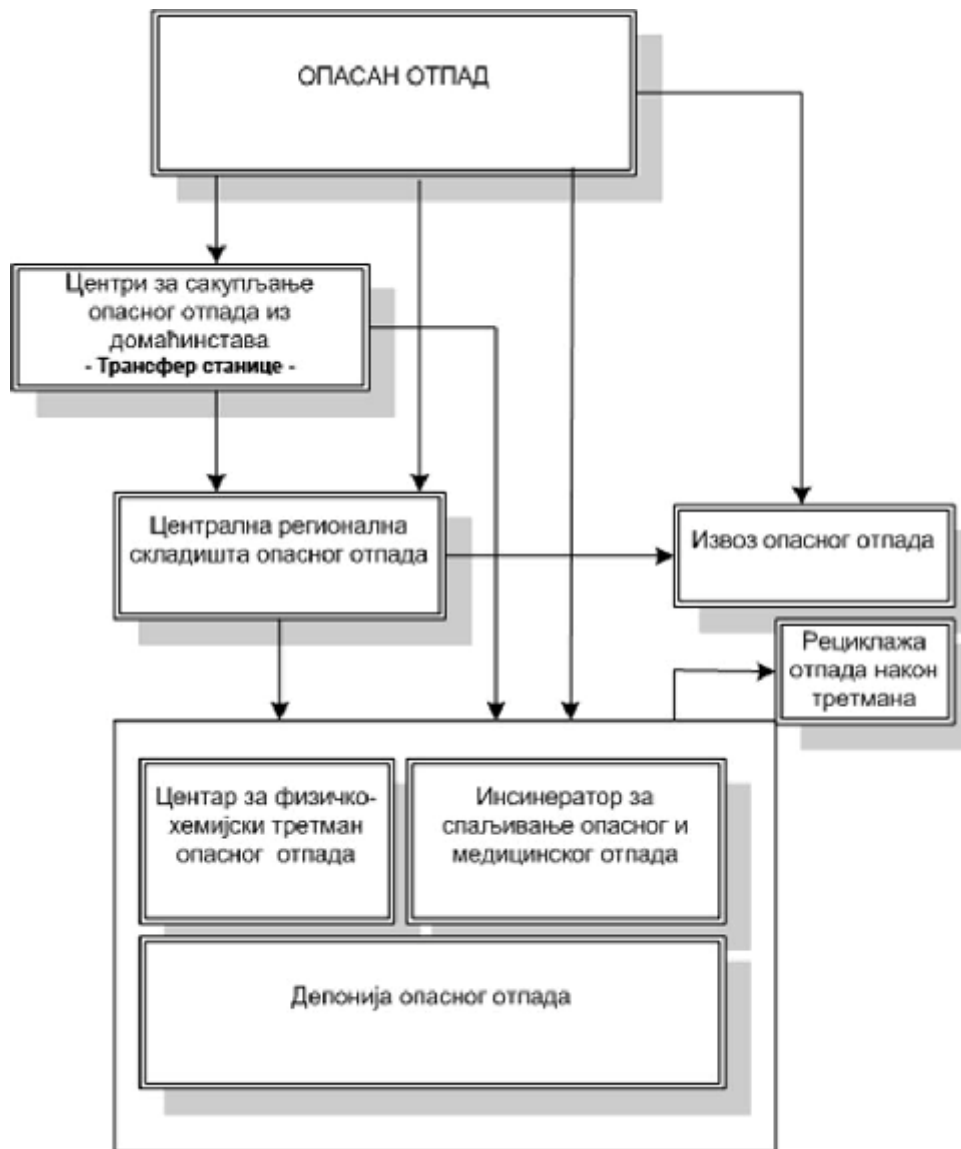 ОПАСАН ОТПАД
Центри за сакупљање
опасног отпада из
домаћинстава
- Трансфер станице -
Централна регионална
складишта опасног отпада
Извоз опасног отпада
Рециклажа
отпада након
третмана
Центар за физичко-
хемијски третман
опасног отпада
Инсинератор за
спаљивање опасног и
медицинског отпада
Депонија опасног отпада